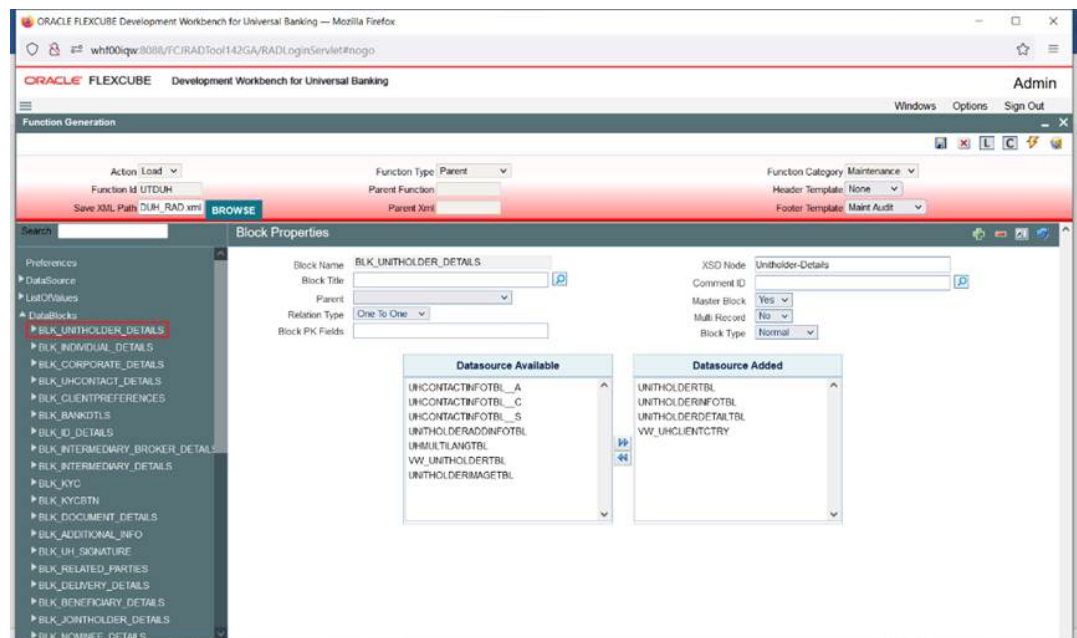 ORACLE FLEXCUBE Development Workbench for Universal Banking — Mozilla Firefox
whf00iqw:8088/FCJRADTool142GA/RADLoginServlet#nogo
ORACLE FLEXCUBE Development Workbench for Universal Banking Admin
Windows Options Sign Out
Function Generation
L C
Action Load Function Type Parent Function Category Maintenance
Function Id UTDUH Parent Function Header Template None
Save XML Path DUH_RAD.xml BROWSE Parent Xml Footer Template Maint Audit
Search Block Properties
Preferences
DataSource
ListOfValues
DataBlocks
BLK_UNITHOLDER_DETAILS
BLK_INDIVIDUAL_DETAILS
BLK_CORPORATE_DETAILS
BLK_UHCONTACT_DETAILS
BLK_CLIENTPREFERENCES
BLK_BANKDTLS
BLK_ID_DETAILS
BLK_INTERMEDIARY_BROKER_DETAILS
BLK_INTERMEDIARY_DETAILS
BLK_KYC
BLK_KYCBTN
BLK_DOCUMENT_DETAILS
BLK_ADDITIONAL_INFO
BLK_UH_SIGNATURE
BLK_RELATED_PARTIES
BLK_DELIVERY_DETAILS
BLK_BENEFICIARY_DETAILS
BLK_JOINTHOLDER_DETAILS
BLK_NOMINEE_DETAILS
Block Name BLK_UNITHOLDER_DETAILS XSD Node Unitholder-Details
Block Title Comment ID
Parent Master Block Yes
Relation Type One To One Multi Record No
Block PK Fields Block Type Normal
Datasource Available
UHCONTACTINFOTBL__A
UHCONTACTINFOTBL__C
UHCONTACTINFOTBL__S
UNITHOLDERADDINFOTBL
UHMULTILANGTBL
VW_UNITHOLDERTBL
UNITHOLDERIMAGETBL
Datasource Added
UNITHOLDERTBL
UNITHOLDERINFOTBL
UNITHOLDERDETAILTBL
VW_UHCLIENTCTRY